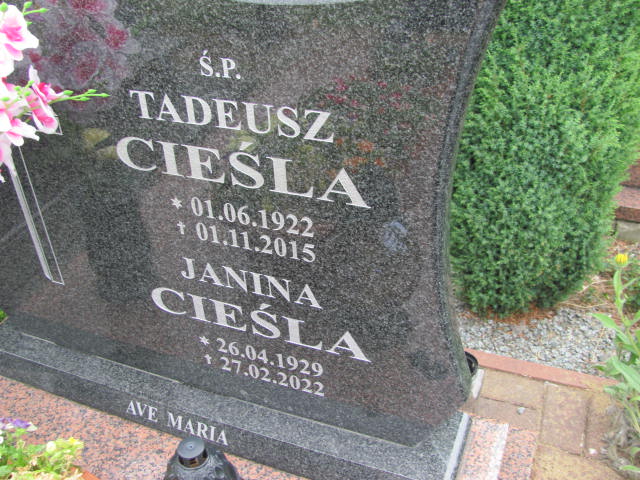 Ś.P.
TADEUSZ
CIEŚLA
* 01.06.1922
† 01.11.2015
JANINA
CIEŚLA
* 26.04.1929
† 27.02.2022
AVE MARIA